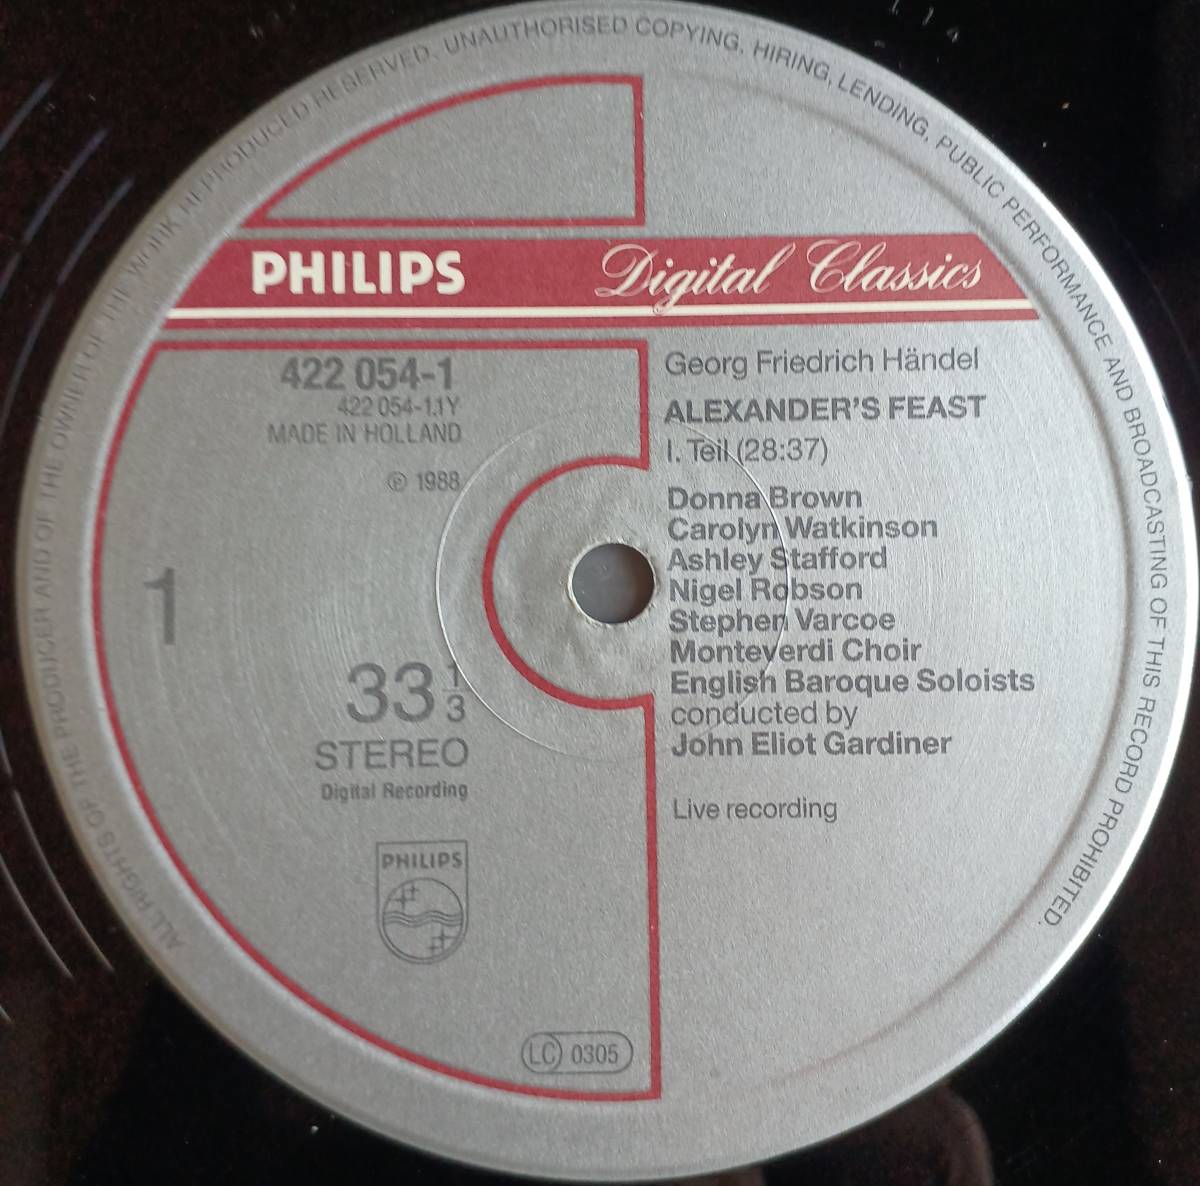 ALL RIGHTS OF THE PRODUCER AND OF THE OWNER OF THE WORK REPRODUCED RESERVED. UNAUTHORISED COPYING, HIRING, LENDING, PUBLIC PERFORMANCE AND BROADCASTING OF THIS RECORD PROHIBITED.
PHILIPS Digital Classics
422 054-1
422 054-1.1Y
MADE IN HOLLAND
℗ 1988
1
33 1/3
STEREO
Digital Recording
PHILIPS
LC 0305
Georg Friedrich Händel
ALEXANDER'S FEAST
I. Teil (28:37)
Donna Brown
Carolyn Watkinson
Ashley Stafford
Nigel Robson
Stephen Varcoe
Monteverdi Choir
English Baroque Soloists
conducted by
John Eliot Gardiner
Live recording